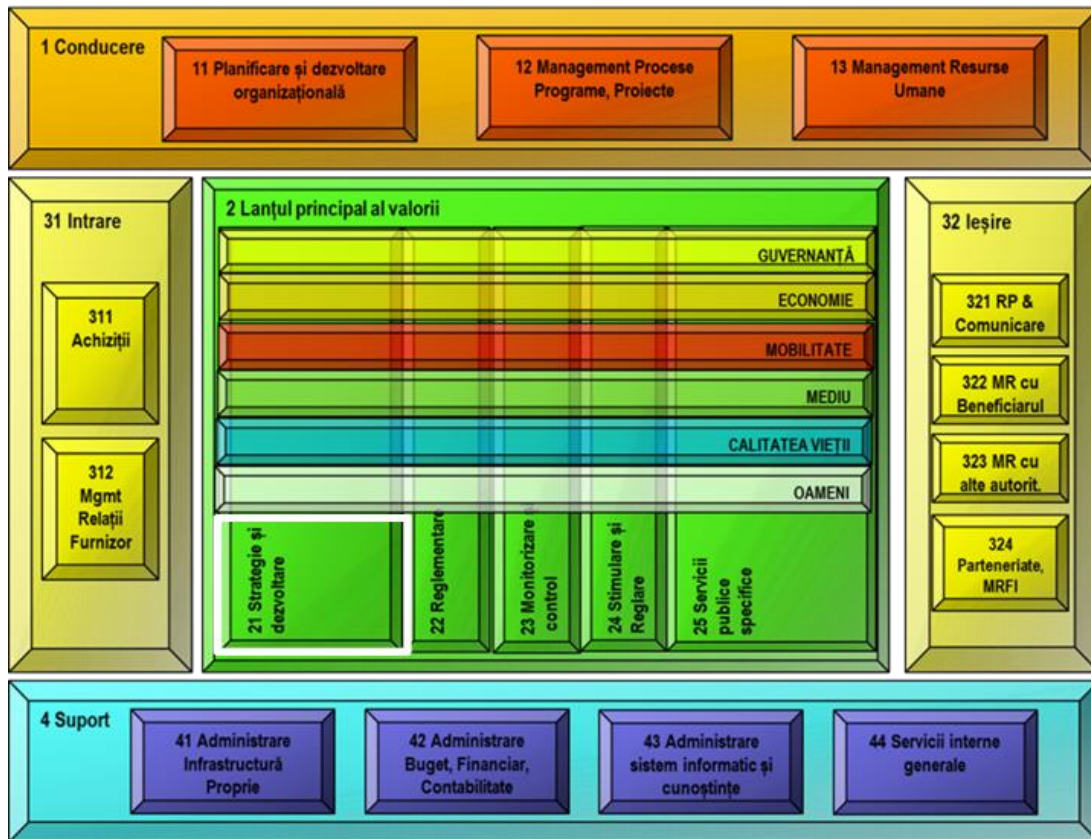 1 Conducere
11 Planificare și dezvoltare
organizațională
12 Management Procese
Programe, Proiecte
13 Management Resurse
Umane
31 Intrare
311
Achiziții
312
Mgmt
Relații
Furnizor
2 Lanțul principal al valorii
GUVERNANȚĂ
ECONOMIE
MOBILITATE
MEDIU
CALITATEA VIEȚII
OAMENI
21 Strategie și
dezvoltare
22 Reglementare
23 Monitorizare și
control
24 Stimulare și
Reglare
25 Servicii
publice
specifice
32 Ieșire
321 RP &
Comunicare
322 MR cu
Beneficiarul
323 MR cu
alte autorit.
324
Parteneriate,
MRFI
4 Suport
41 Administrare
Infrastructură
Proprie
42 Administrare
Buget, Financiar,
Contabilitate
43 Administrare
sistem informatic și
cunoștințe
44 Servicii interne
generale